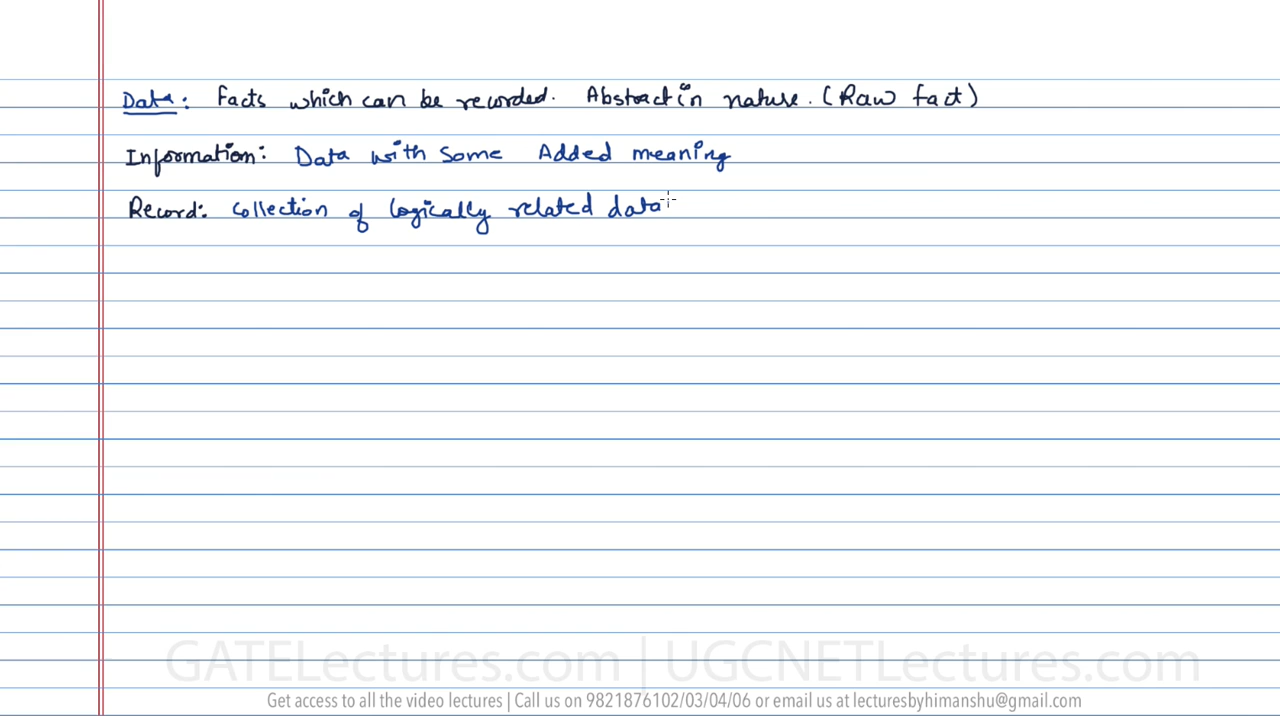 Data: Facts which can be recorded. Abstract in nature. (Raw fact)
Information: Data with Some Added meaning
Record: Collection of logically related data
GATELectures.com | UGCNETLectures.com
Get access to all the video lectures | Call us on 9821876102/03/04/06 or email us at lecturesbyhimanshu@gmail.com